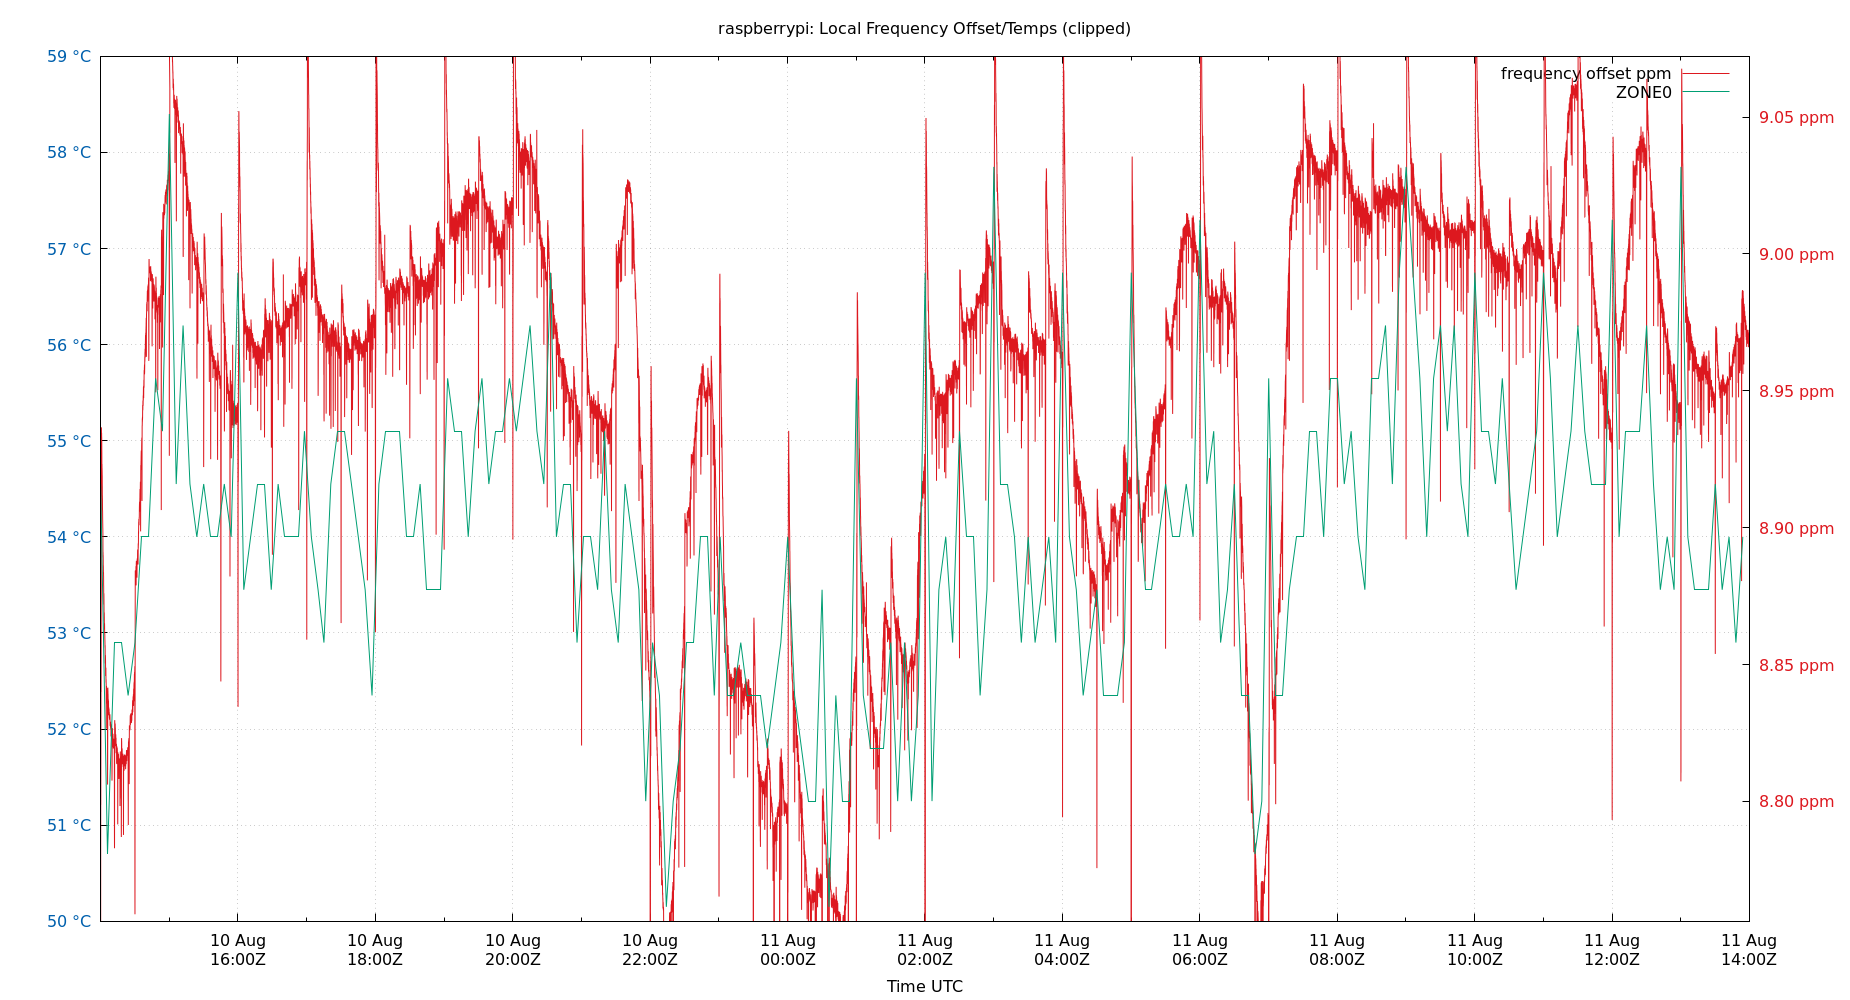 raspberrypi: Local Frequency Offset/Temps (clipped)
59 °C
58 °C
57 °C
56 °C
55 °C
54 °C
53 °C
52 °C
51 °C
50 °C
frequency offset ppm
ZONE0
9.05 ppm
9.00 ppm
8.95 ppm
8.90 ppm
8.85 ppm
8.80 ppm
10 Aug 10 Aug 10 Aug 10 Aug 11 Aug 11 Aug 11 Aug 11 Aug 11 Aug 11 Aug 11 Aug 11 Aug
16:00Z 18:00Z 20:00Z 22:00Z 00:00Z 02:00Z 04:00Z 06:00Z 08:00Z 10:00Z 12:00Z 14:00Z
Time UTC